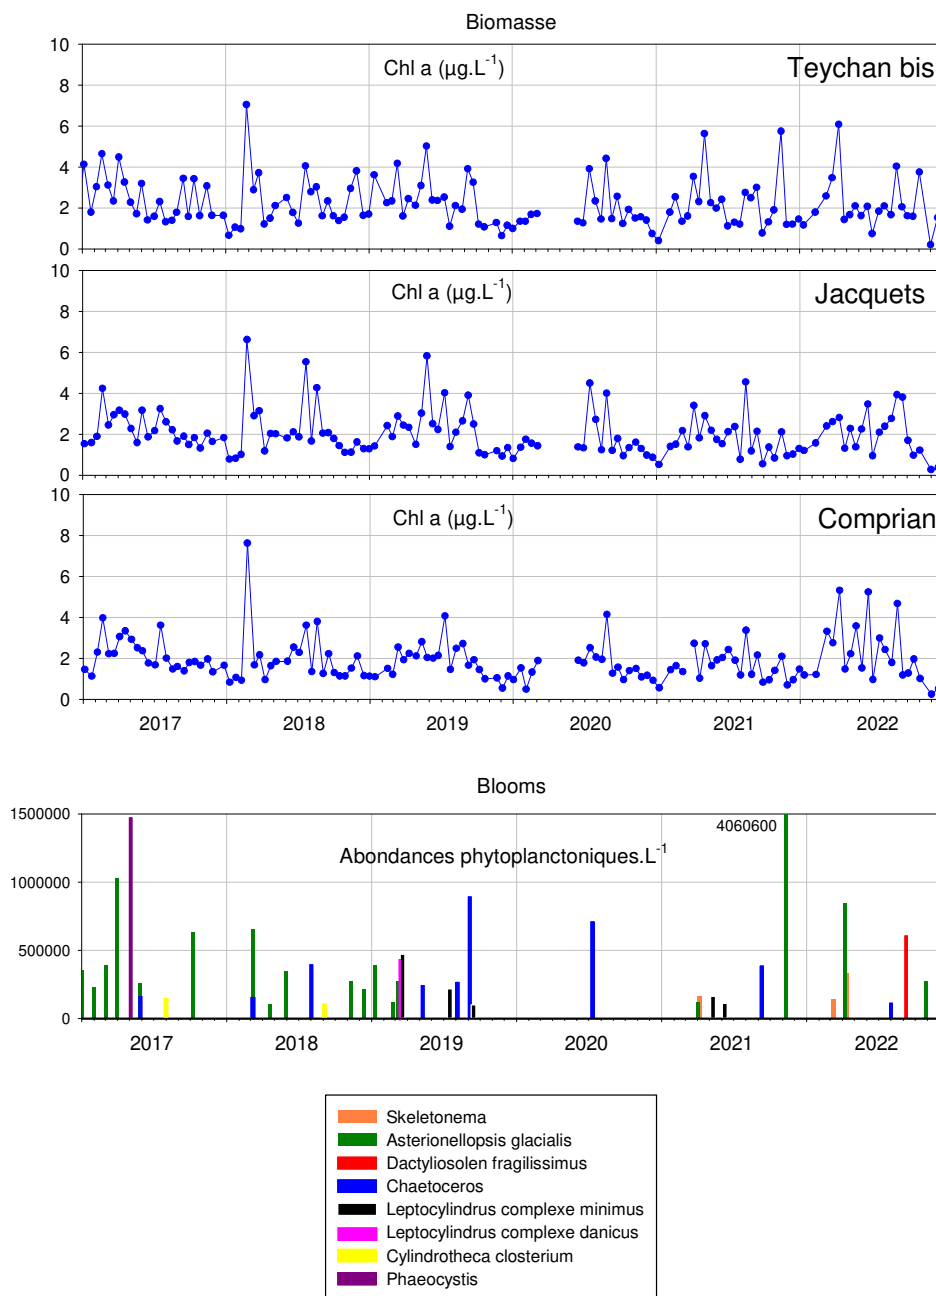 Biomasse
10
8
6
4
2
0
Chl a (µg.L⁻¹)
Teychan bis
10
8
6
4
2
0
Chl a (µg.L⁻¹)
Jacquets
10
8
6
4
2
0
Chl a (µg.L⁻¹)
Comprian
2017 2018 2019 2020 2021 2022
Blooms
1500000
1000000
500000
0
4060600
Abondances phytoplanctoniques.L⁻¹
2017 2018 2019 2020 2021 2022
Skeletonema
Asterionellopsis glacialis
Dactyliosolen fragilissimus
Chaetoceros
Leptocylindrus complexe minimus
Leptocylindrus complexe danicus
Cylindrotheca closterium
Phaeocystis